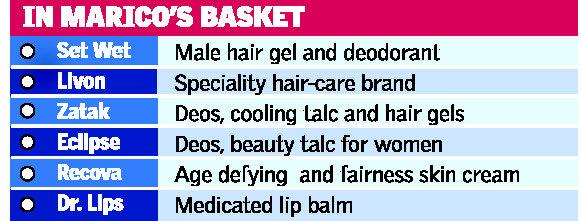 IN MARICO'S BASKET
Set Wet Male hair gel and deodorant
Livon Speciality hair-care brand
Zatak Deos, cooling talc and hair gels
Eclipse Deos, beauty talc for women
Recova Age defying and fairness skin cream
Dr. Lips Medicated lip balm